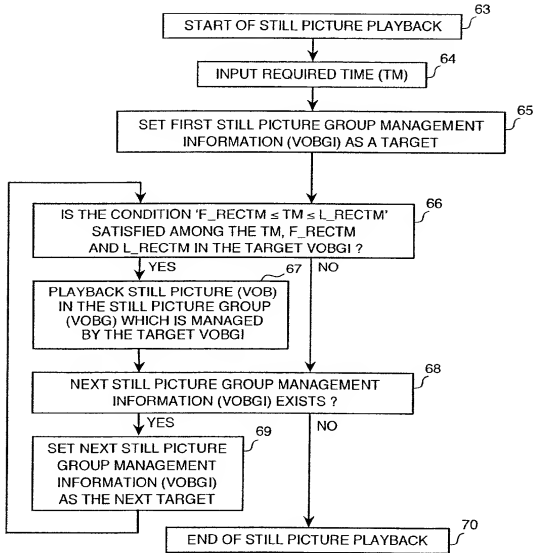 START OF STILL PICTURE PLAYBACK
63
INPUT REQUIRED TIME (TM)
64
SET FIRST STILL PICTURE GROUP MANAGEMENT
INFORMATION (VOBGI) AS A TARGET
65
IS THE CONDITION 'F_RECTM ≤ TM ≤ L_RECTM'
SATISFIED AMONG THE TM, F_RECTM
AND L_RECTM IN THE TARGET VOBGI ?
66
YES
67
NO
PLAYBACK STILL PICTURE (VOB)
IN THE STILL PICTURE GROUP
(VOBG) WHICH IS MANAGED
BY THE TARGET VOBGI
NEXT STILL PICTURE GROUP MANAGEMENT
INFORMATION (VOBGI) EXISTS ?
68
YES
69
NO
SET NEXT STILL PICTURE
GROUP MANAGEMENT
INFORMATION (VOBGI)
AS THE NEXT TARGET
END OF STILL PICTURE PLAYBACK
70